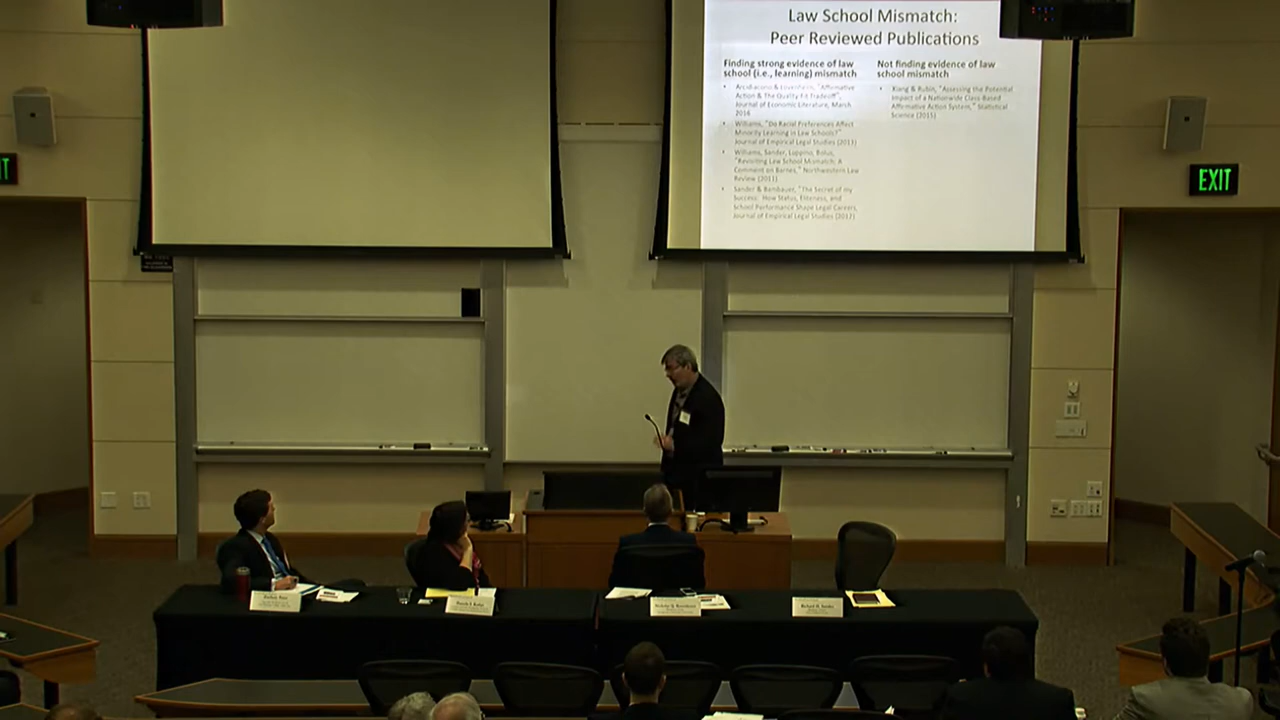 Law School Mismatch:
Peer Reviewed Publications
Finding strong evidence of law
school (i.e., learning) mismatch
Arcidiacono & Lovenheim, "Affirmative
Action & The Quality-Fit Tradeoff",
Journal of Economic Literature, March
2016
Williams, "Do Racial Preferences Affect
Minority Learning in Law Schools?"
Journal of Empirical Legal Studies (2013)
Williams, Sander, Luppino, Bolus,
"Revisiting Law School Mismatch: A
Comment on Barnes," Northwestern Law
Review (2011)
Sander & Bambauer, "The Secret of my
Success: How Status, Eliteness, and
School Performance Shape Legal Careers,
Journal of Empirical Legal Studies (2012)
Not finding evidence of law
school mismatch
Xiang & Rubin, "Assessing the Potential
Impact of a Nationwide Class-Based
Affirmative Action System," Statistical
Science (2015)
EXIT
IT
Richard H. Sander